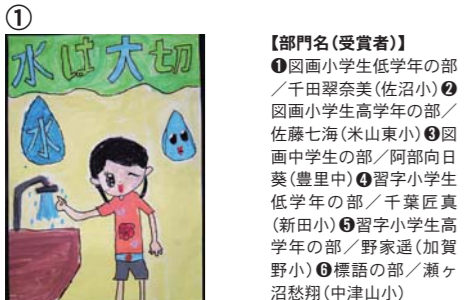 ①
水は大切
水
【部門名(受賞者)】
❶図画小学生低学年の部
／千田翠奈美(佐沼小)❷
図画小学生高学年の部／
佐藤七海(米山東小)❸図
画中学生の部／阿部向日
葵(豊里中)❹習字小学生
低学年の部／千葉匠真
(新田小)❺習字小学生高
学年の部／野家遥(加賀
野小)❻標語の部／瀬ヶ
沼愁翔(中津山小)